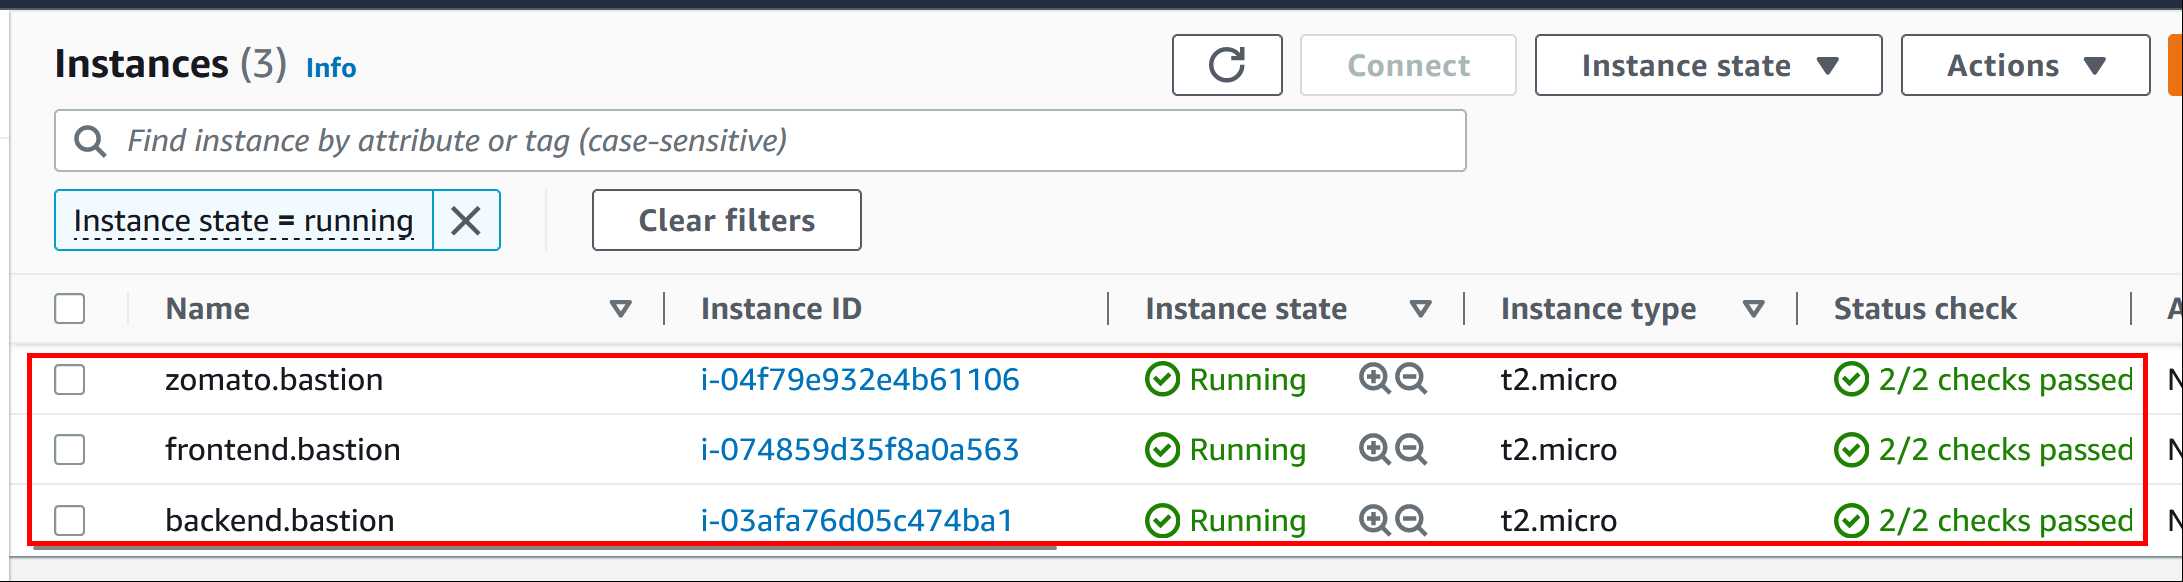 Instances (3) Info
Connect Instance state Actions
Find instance by attribute or tag (case-sensitive)
Instance state = running Clear filters
Name Instance ID Instance state Instance type Status check A
zomato.bastion i-04f79e932e4b61106 Running t2.micro 2/2 checks passed N
frontend.bastion i-074859d35f8a0a563 Running t2.micro 2/2 checks passed N
backend.bastion i-03afa76d05c474ba1 Running t2.micro 2/2 checks passed N